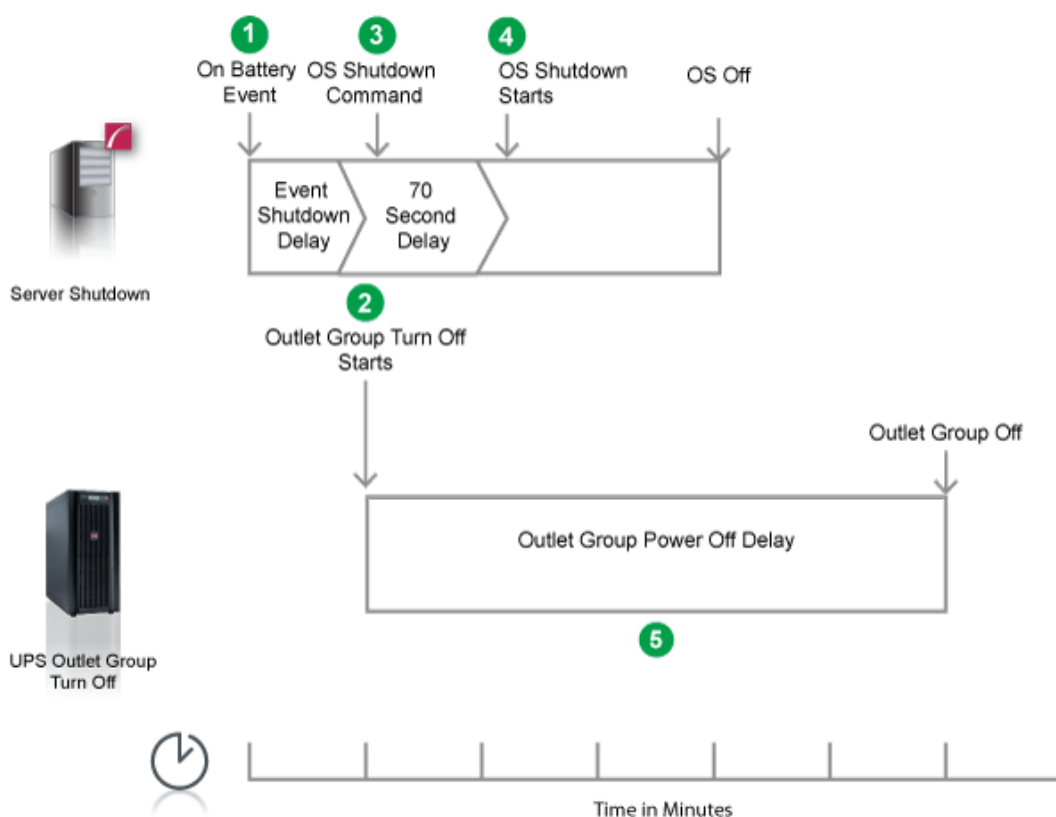 1
On Battery
Event
3
OS Shutdown
Command
4
OS Shutdown
Starts
OS Off
Event
Shutdown
Delay
70
Second
Delay
Server Shutdown
2
Outlet Group Turn Off
Starts
Outlet Group Off
Outlet Group Power Off Delay
5
UPS Outlet Group
Turn Off
Time in Minutes